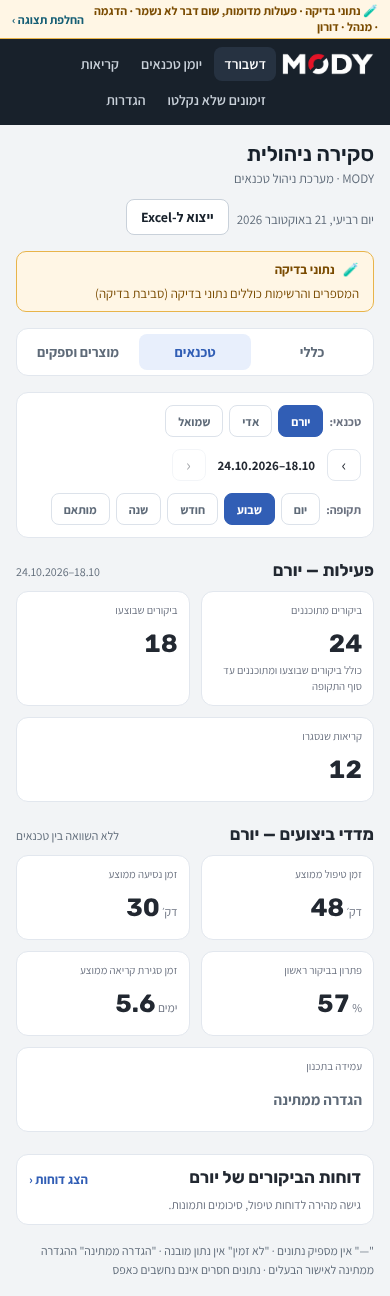 🧪 נתוני בדיקה · פעולות מדומות, שום דבר לא נשמר · הדגמה · מנהל · דורון
החלפת תצוגה ‹
MODY
דשבורד
יומן טכנאים
קריאות
זימונים שלא נקלטו
הגדרות
סקירה ניהולית
MODY · מערכת ניהול טכנאים
יום רביעי, 21 באוקטובר 2026
ייצוא ל-Excel
🧪 נתוני בדיקה
המספרים והרשימות כוללים נתוני בדיקה (סביבת בדיקה)
כללי
טכנאים
מוצרים וספקים
טכנאי:
יורם
אדי
שמואל
18.10–24.10.2026
תקופה:
יום
שבוע
חודש
שנה
מותאם
פעילות — יורם
18.10–24.10.2026
ביקורים מתוכננים
24
כולל ביקורים שבוצעו ומתוכננים עד
סוף התקופה
ביקורים שבוצעו
18
קריאות שנסגרו
12
מדדי ביצועים — יורם
ללא השוואה בין טכנאים
זמן טיפול ממוצע
48 דק׳
זמן נסיעה ממוצע
30 דק׳
פתרון בביקור ראשון
57 %
זמן סגירת קריאה ממוצע
5.6 ימים
עמידה בתכנון
הגדרה ממתינה
דוחות הביקורים של יורם
הצג דוחות ‹
גישה מהירה לדוחות טיפול, סיכומים ותמונות.
"—" אין מספיק נתונים · "לא זמין" אין נתון מובנה · "הגדרה ממתינה" ההגדרה
ממתינה לאישור הבעלים · נתונים חסרים אינם נחשבים כאפס